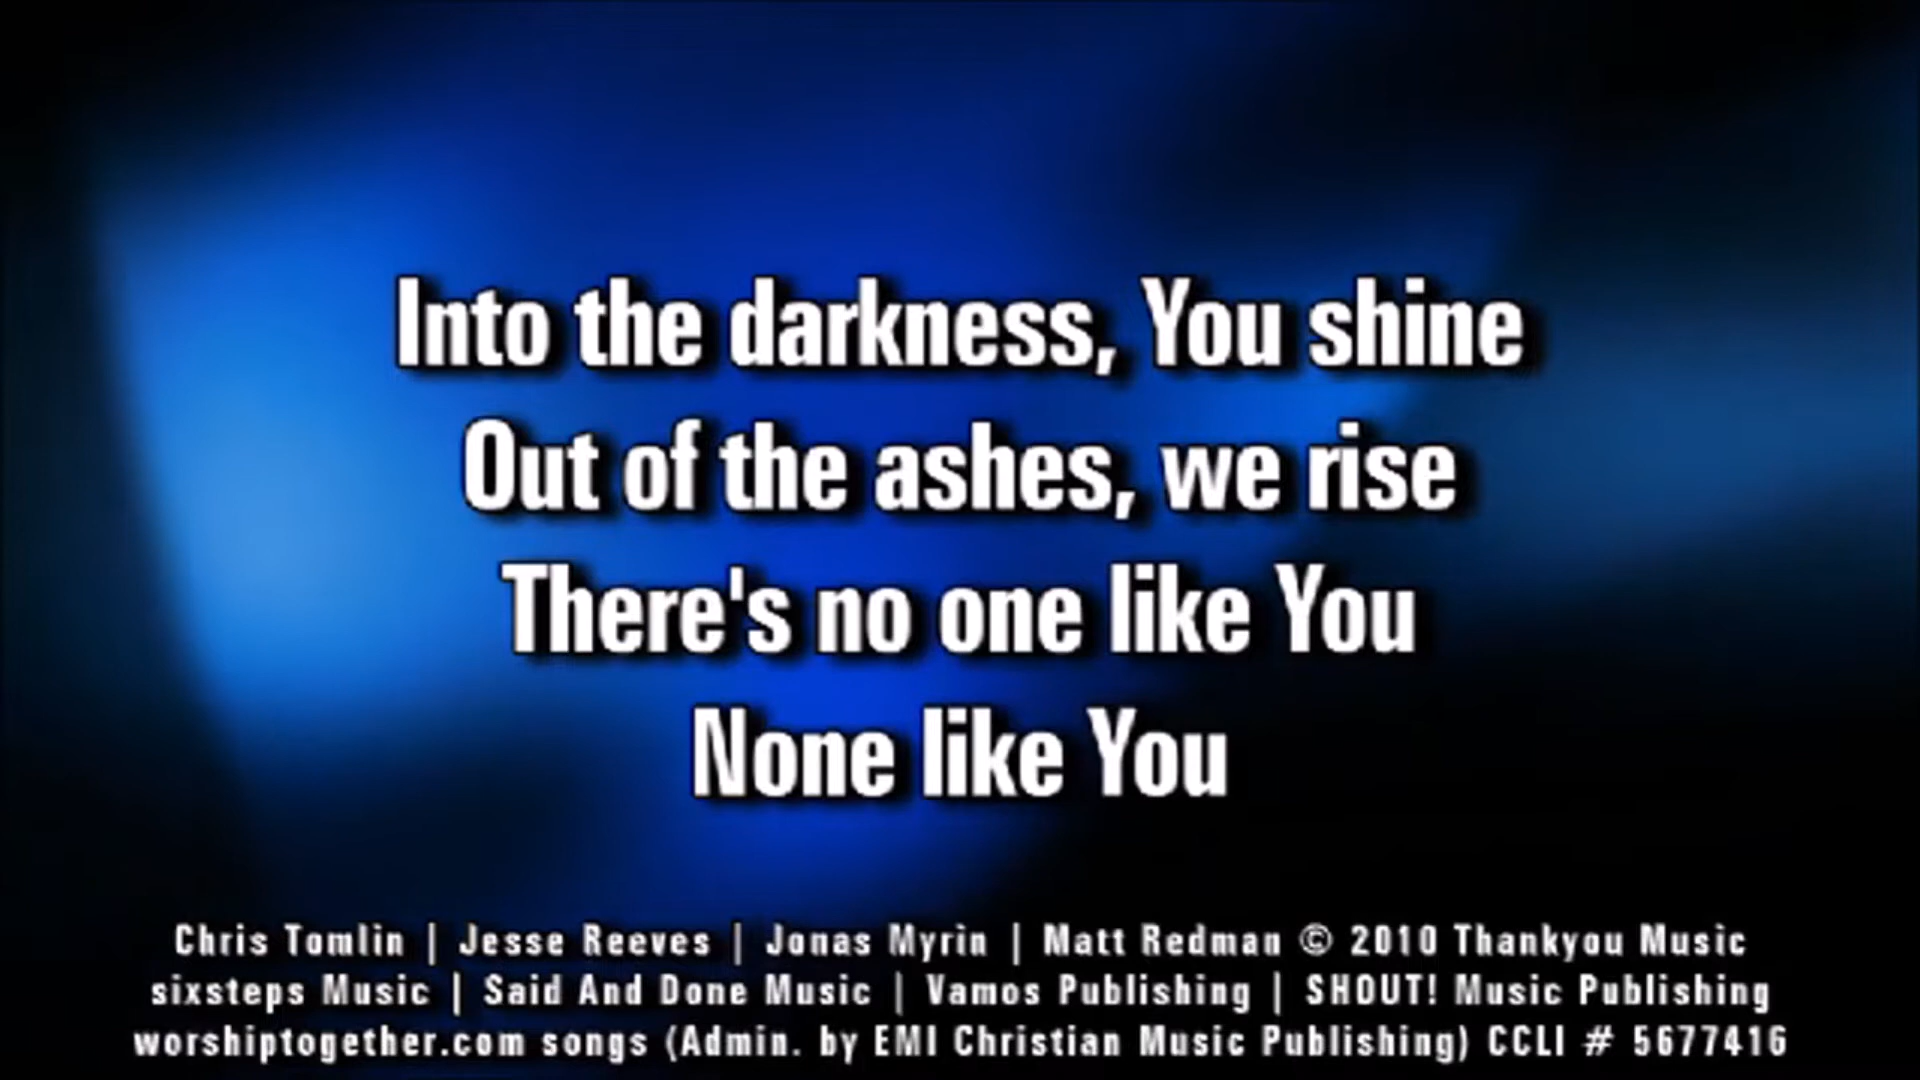 Into the darkness, You shine
Out of the ashes, we rise
There's no one like You
None like You
Chris Tomlin | Jesse Reeves | Jonas Myrin | Matt Redman © 2010 Thankyou Music
sixsteps Music | Said And Done Music | Vamos Publishing | SHOUT! Music Publishing
worshiptogether.com songs (Admin. by EMI Christian Music Publishing) CCLI # 5677416